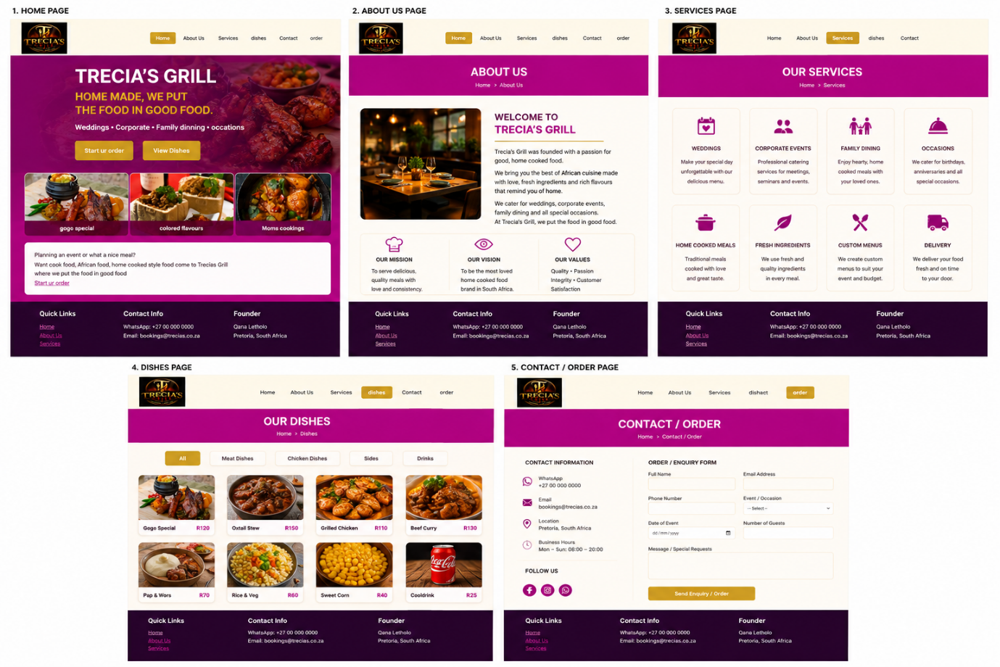 1. HOME PAGE
TRECIA'S
GRILL
Home About Us Services dishes Contact order
TRECIA'S GRILL
HOME MADE, WE PUT
THE FOOD IN GOOD FOOD.
Weddings • Corporate • Family dinning • occations
Start ur order View Dishes
gogo special colored flavours Moms cookings
Planning an event or what a nice meal?
Want cook food, African food, home cooked style food come to Trecias Grill
where we put the food in good food
Start ur order
Quick Links Contact Info Founder
Home WhatsApp: +27 00 000 0000 Qana Letholo
About Us Email: bookings@trecias.co.za Pretoria, South Africa
Services
2. ABOUT US PAGE
TRECIA'S
Home About Us Services dishes Contact order
ABOUT US
Home > About Us
WELCOME TO
TRECIA'S GRILL
Trecia's Grill was founded with a passion for
good, home cooked food.
We bring you the best of African cuisine made
with love, fresh ingredients and rich flavours
that remind you of home.
We cater for weddings, corporate events,
family dining and all special occasions.
At Trecia's Grill, we put the food in good food.
OUR MISSION OUR VISION OUR VALUES
To serve delicious, To be the most loved Quality • Passion
quality meals with home cooked food Integrity • Customer
love and consistency. brand in South Africa. Satisfaction
Quick Links Contact Info Founder
Home WhatsApp: +27 00 000 0000 Qana Letholo
About Us Email: bookings@trecias.co.za Pretoria, South Africa
Services
3. SERVICES PAGE
TRECIA'S
Home About Us Services dishes Contact
OUR SERVICES
Home > Services
WEDDINGS CORPORATE EVENTS FAMILY DINING OCCASIONS
Make your special day Professional catering Enjoy hearty, home We cater for birthdays,
unforgettable with our services for meetings, cooked meals with anniversaries and all
delicious menu. seminars and events. your loved ones. special occasions.
HOME COOKED MEALS FRESH INGREDIENTS CUSTOM MENUS DELIVERY
Traditional meals We use fresh and We create custom We deliver your food
cooked with love quality ingredients menus to suit your fresh and on time
and great taste. in every meal. event and budget. to your door.
Quick Links Contact Info Founder
Home WhatsApp: +27 00 000 0000 Qana Letholo
About Us Email: bookings@trecias.co.za Pretoria, South Africa
Services
4. DISHES PAGE
TRECIA'S
Home About Us Services dishes Contact order
OUR DISHES
Home > Dishes
All Meat Dishes Chicken Dishes Sides Drinks
Gogo Special R120 Oxtail Stew R150 Grilled Chicken R110 Beef Curry R130
Coca-Cola
Pap & Wors R70 Rice & Veg R60 Sweet Corn R40 Cooldrink R25
Quick Links Contact Info Founder
Home WhatsApp: +27 00 000 0000 Qana Letholo
About Us Email: bookings@trecias.co.za Pretoria, South Africa
Services
5. CONTACT / ORDER PAGE
TRECIA'S
Home About Us Services dishact order
CONTACT / ORDER
Home > Contact / Order
CONTACT INFORMATION
WhatsApp
+27 00 000 0000
Email
bookings@trecias.co.za
Location
Pretoria, South Africa
Business Hours
Mon – Sun: 08:00 – 20:00
FOLLOW US
ORDER / ENQUIRY FORM
Full Name Email Address
Phone Number Event / Occasion
-- Select --
Date of Event Number of Guests
dd/mm/yyyy
Message / Special Requests
Send Enquiry / Order
Quick Links Contact Info Founder
Home WhatsApp: +27 00 000 0000 Qana Letholo
About Us Email: bookings@trecias.co.za Pretoria, South Africa
Services